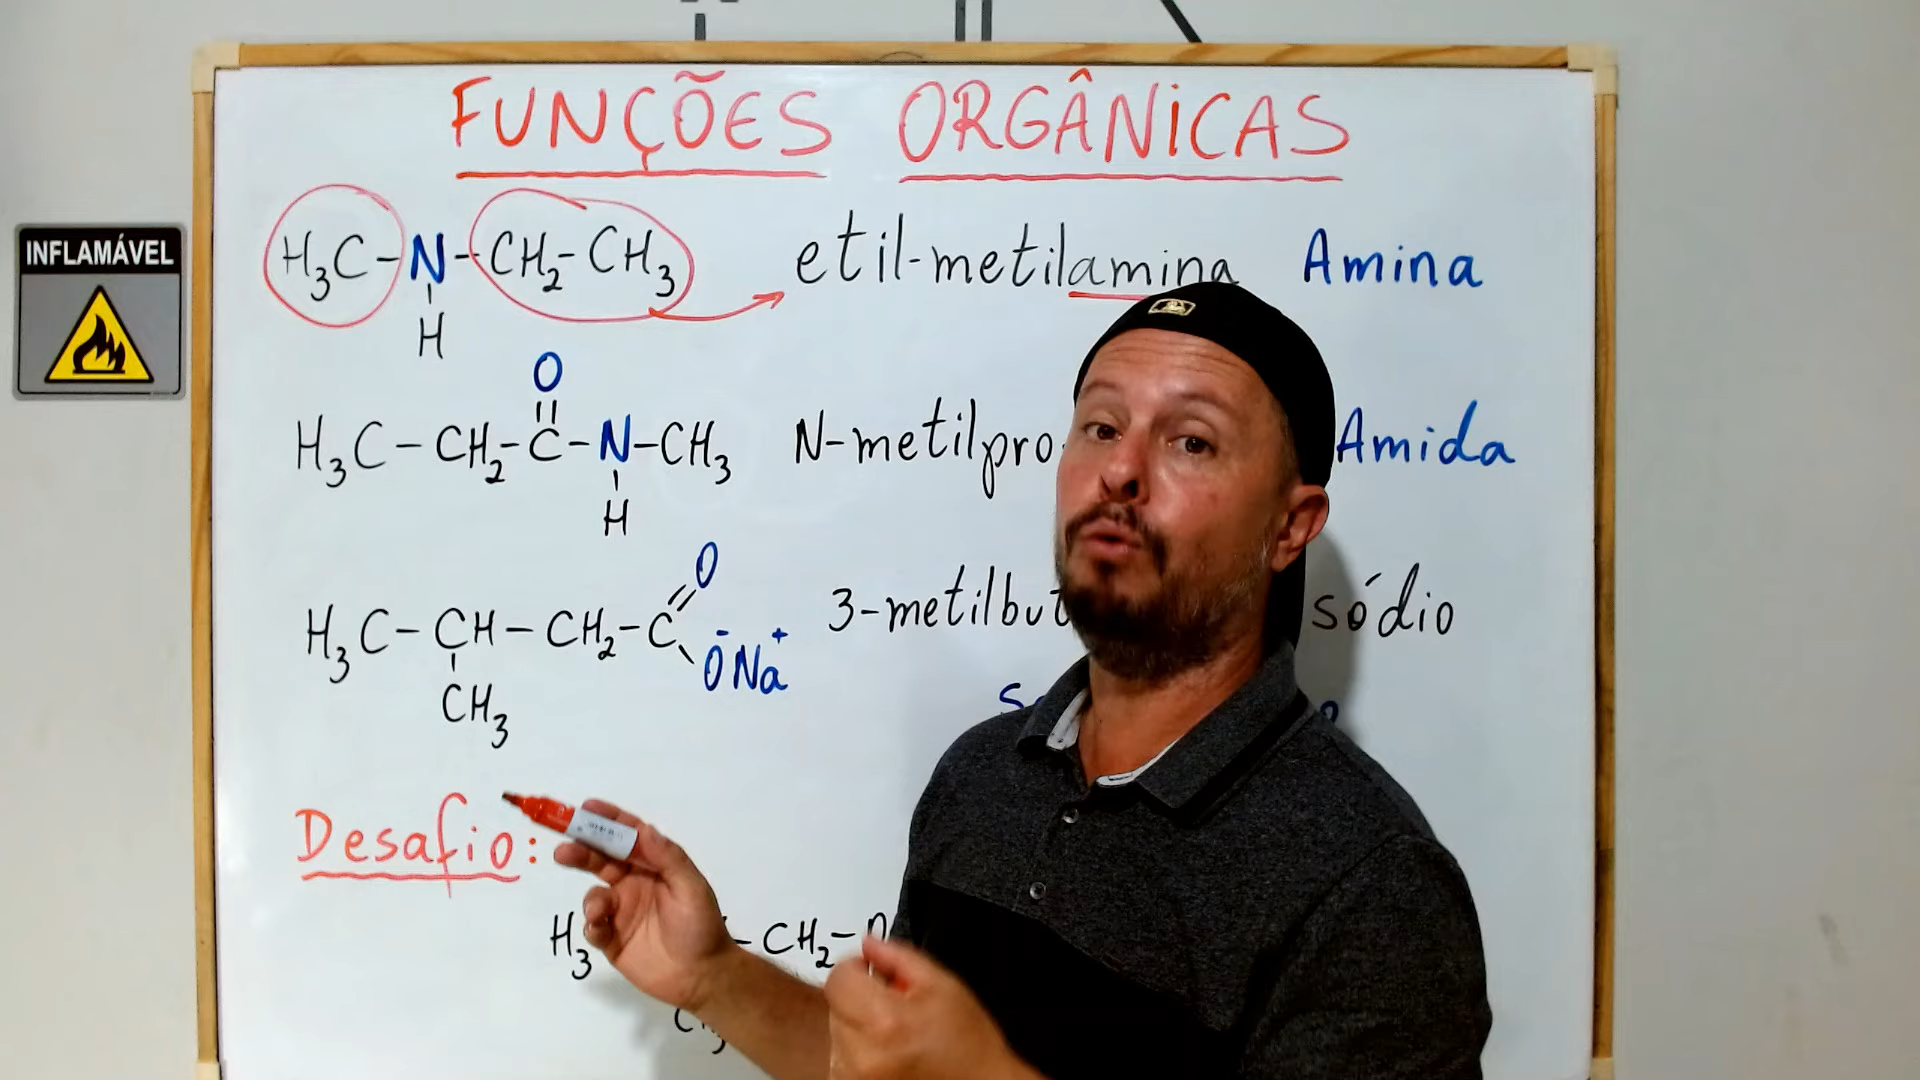 FUNÇÕES ORGÂNICAS
INFLAMÁVEL
H₃C-N-CH₂-CH₃ etil-metilamina Amina
H
O
H₃C-CH₂-C-N-CH₃ N-metilpro Amida
H
O
H₃C-CH-CH₂-C 3-metilbut sódio
O⁻Na⁺
CH₃
Desafio:
H₃ -CH₂-